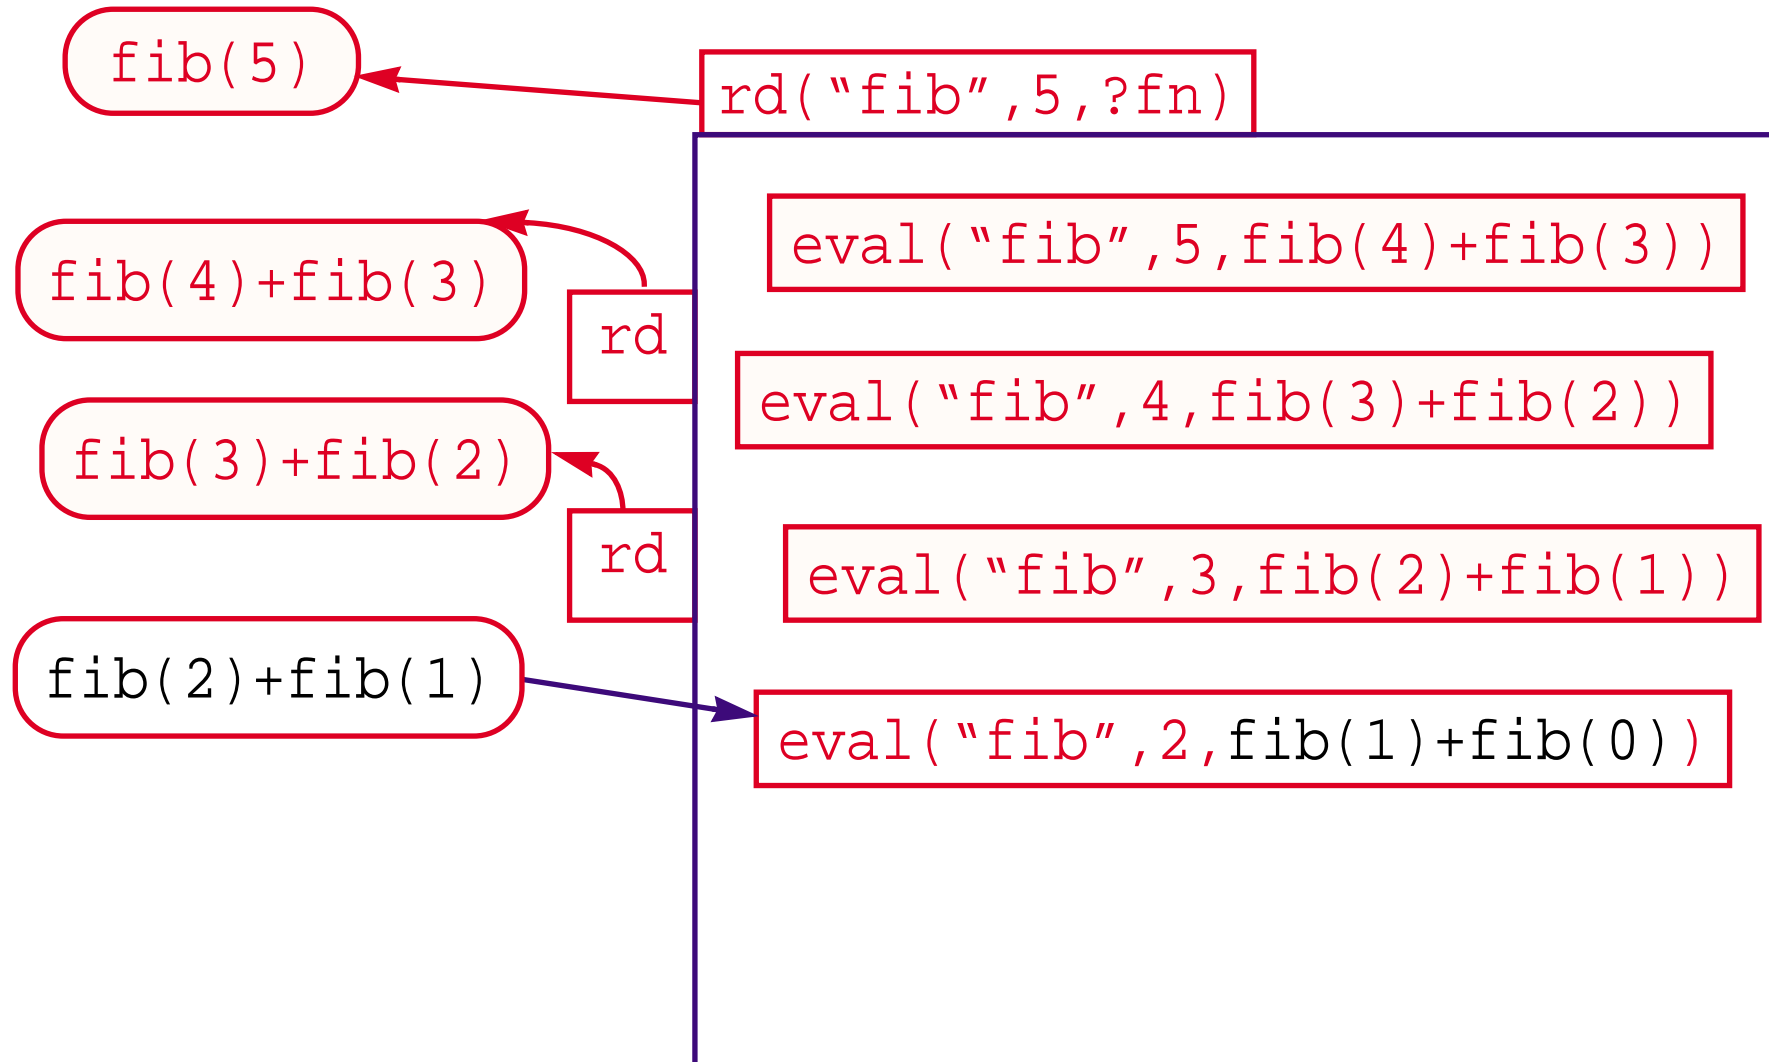 fib(5)
rd(“fib”,5,?fn)
eval(“fib”,5,fib(4)+fib(3))
fib(4)+fib(3)
rd
eval(“fib”,4,fib(3)+fib(2))
fib(3)+fib(2)
rd
eval(“fib”,3,fib(2)+fib(1))
fib(2)+fib(1)
eval(“fib”,2,fib(1)+fib(0))